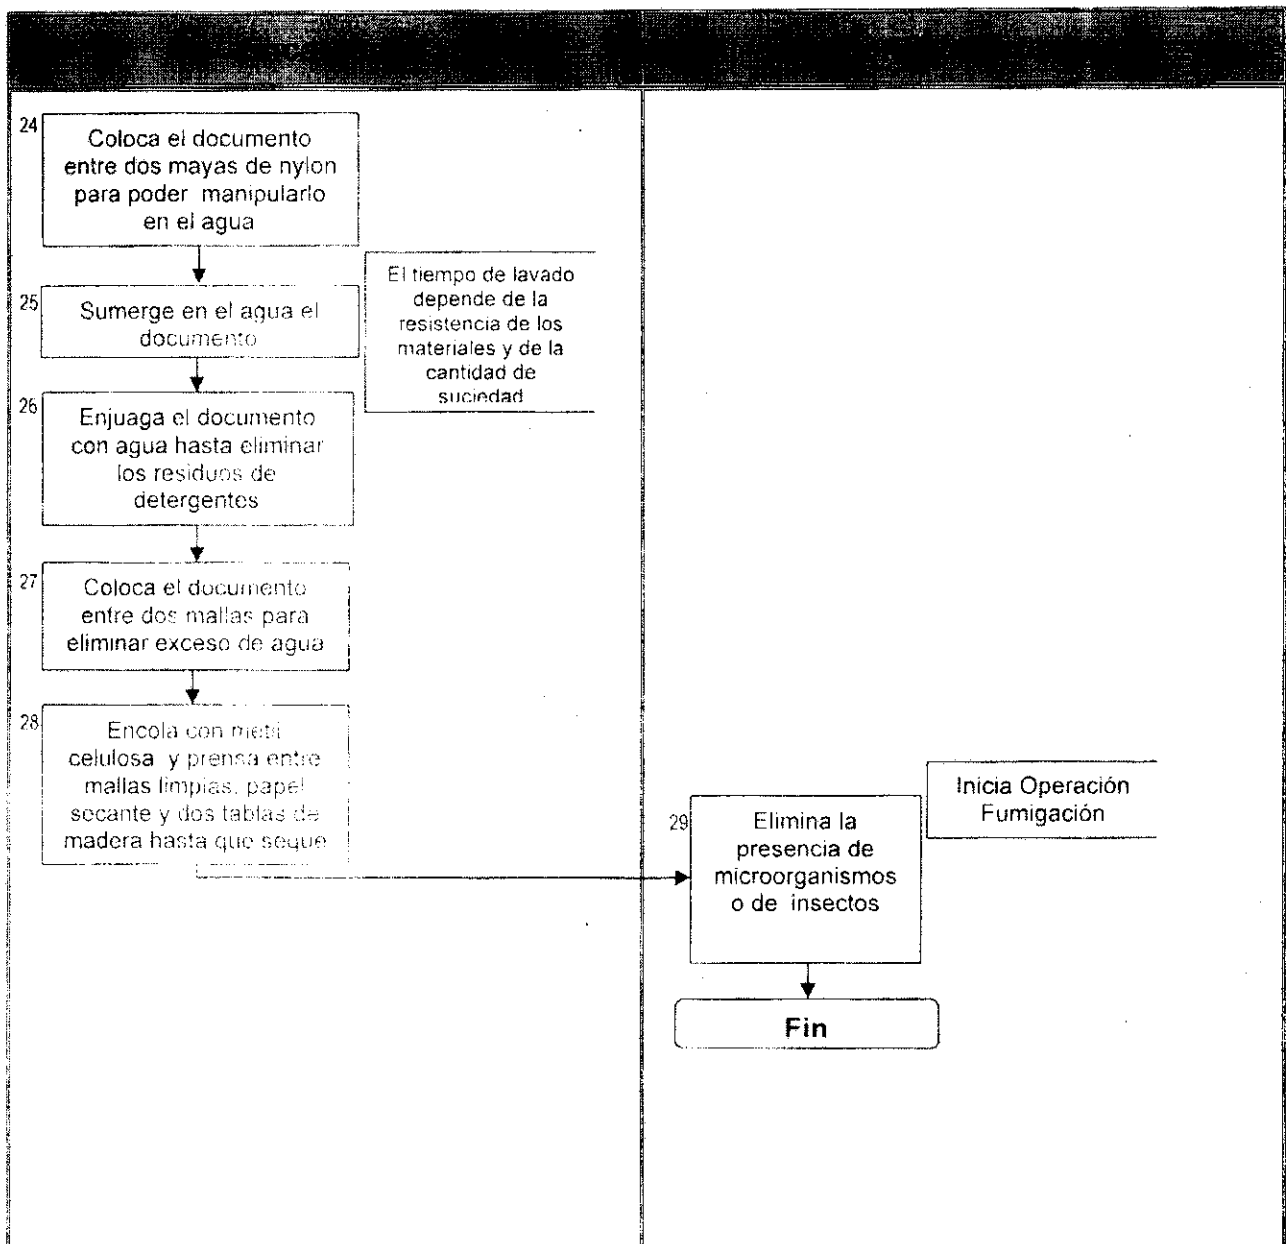 24
Coloca el documento
entre dos mayas de nylon
para poder manipularlo
en el agua
25
Sumerge en el agua el
documento
El tiempo de lavado
depende de la
resistencia de los
materiales y de la
cantidad de
suciedad
26
Enjuaga el documento
con agua hasta eliminar
los residuos de
detergentes
27
Coloca el documento
entre dos mallas para
eliminar exceso de agua
28
Encola con metil
celulosa y prensa entre
mallas limpias, papel
secante y dos tablas de
madera hasta que seque
Inicia Operación
Fumigación
29
Elimina la
presencia de
microorganismos
o de insectos
Fin